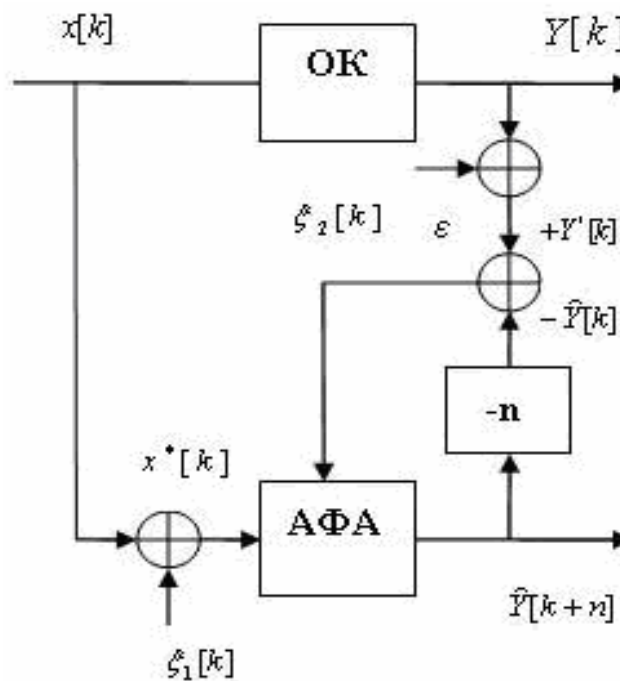 x[k]
ОК
Y[k]
ξ₂[k]
ε
+Y'[k]
−Ŷ[k]
-n
x*[k]
АФА
Ŷ[k+n]
ξ₁[k]